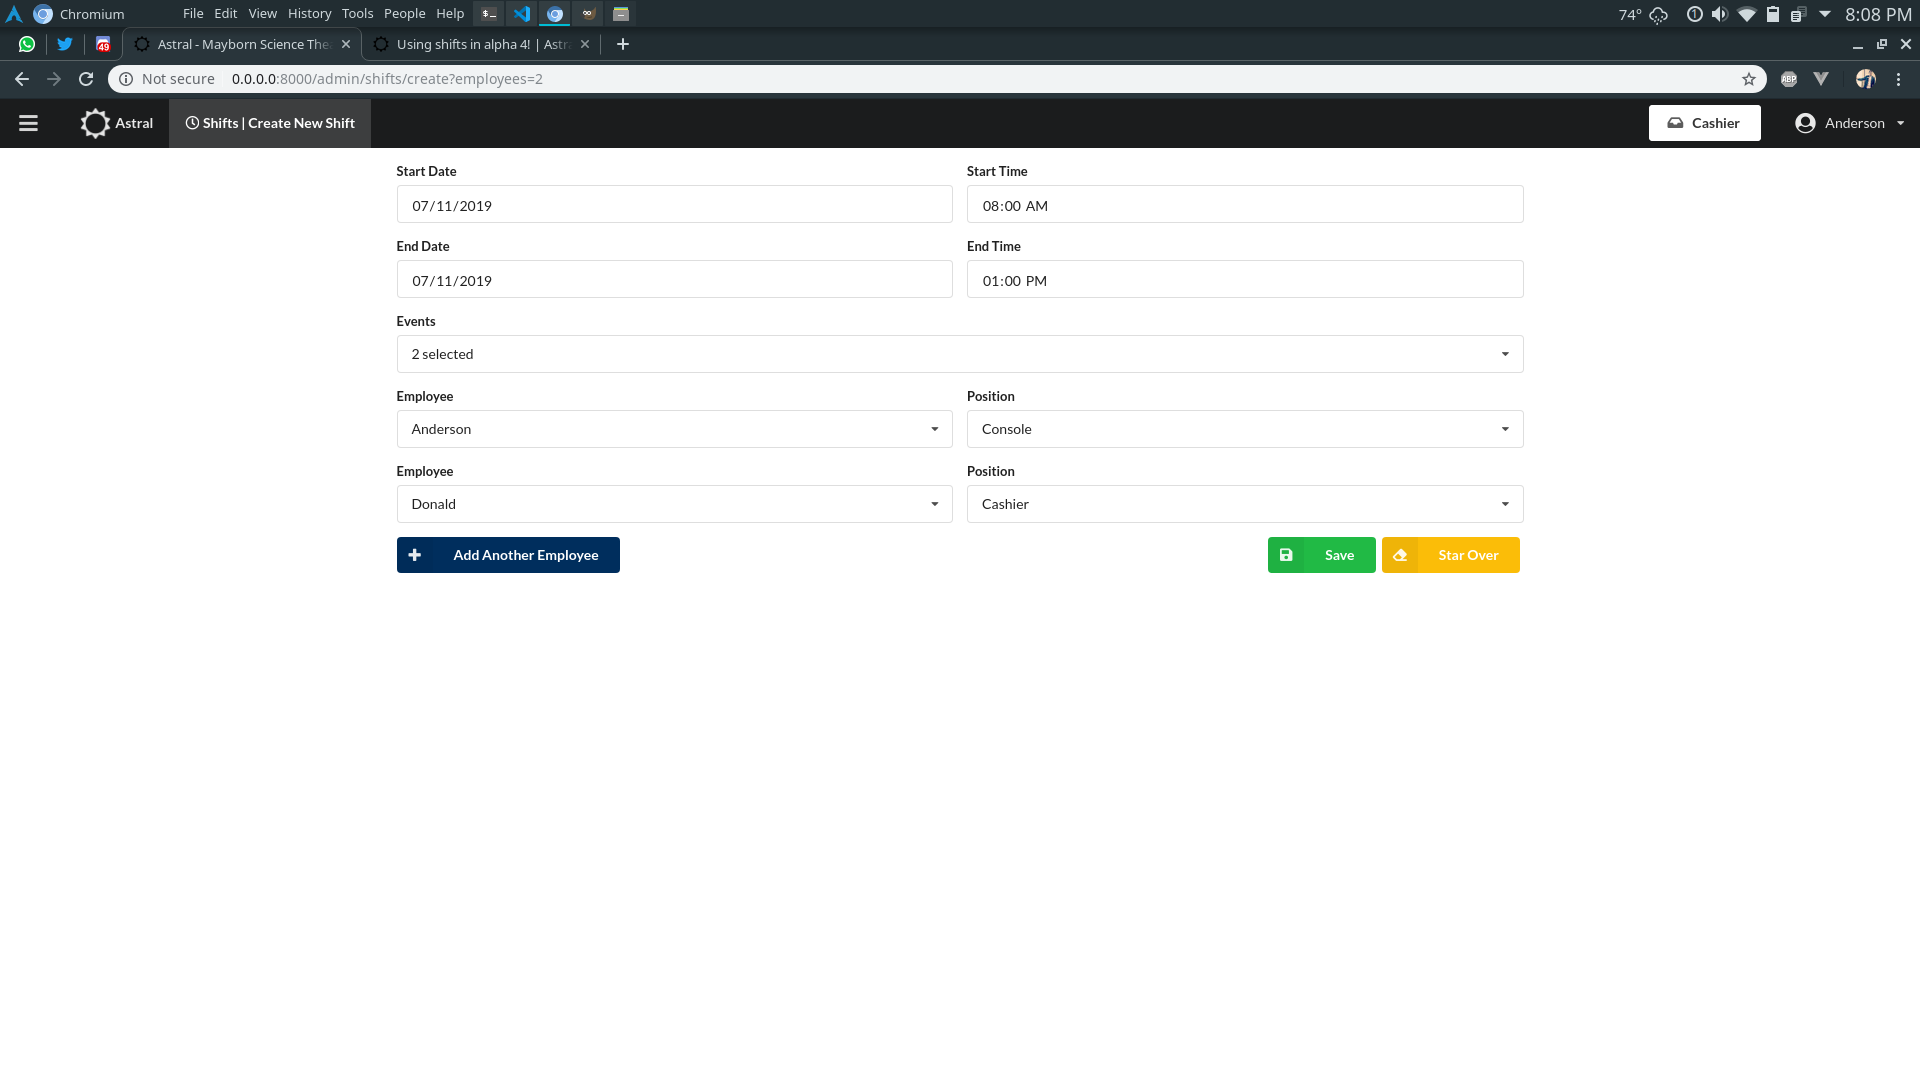 Chromium File Edit View History Tools People Help 74° 8:08 PM
49 Astral - Mayborn Science The Using shifts in alpha 4! | Astr
Not secure 0.0.0.0:8000/admin/shifts/create?employees=2 ABP
Astral Shifts | Create New Shift Cashier Anderson
Start Date Start Time
07/11/2019 08:00 AM
End Date End Time
07/11/2019 01:00 PM
Events
2 selected
Employee Position
Anderson Console
Employee Position
Donald Cashier
Add Another Employee Save Star Over